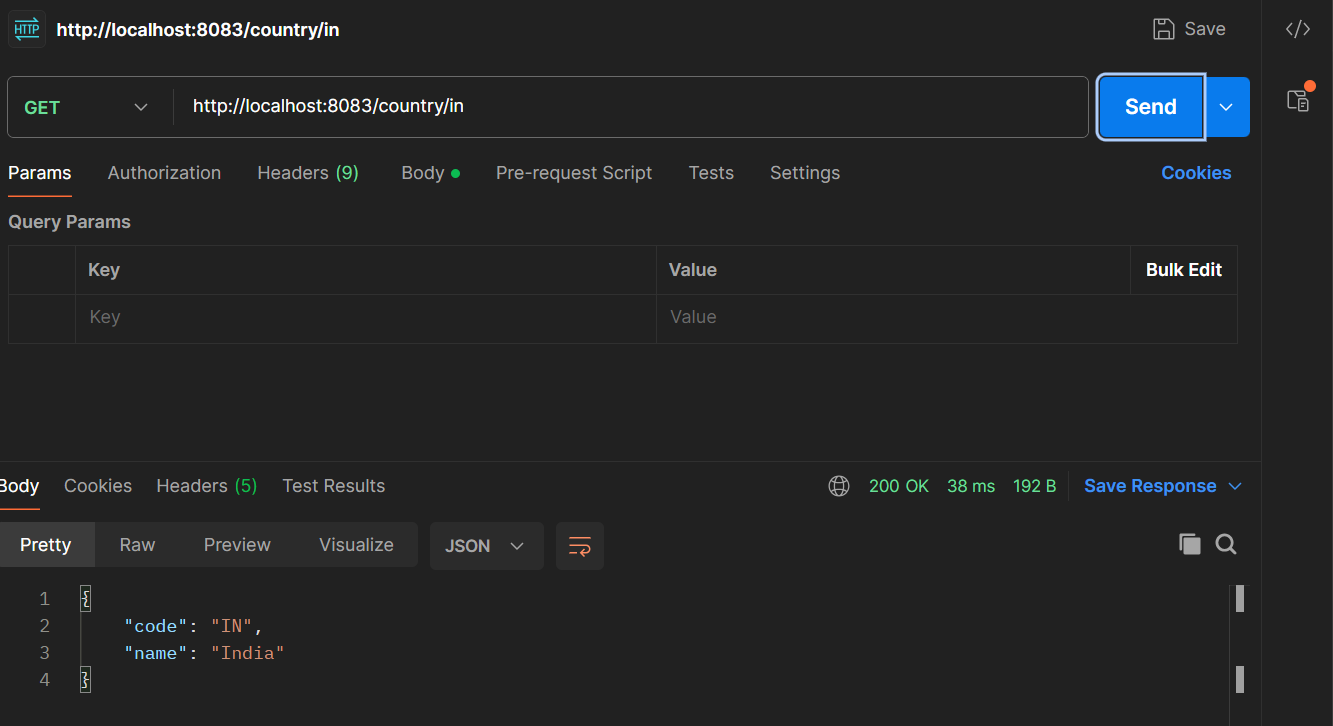 HTTP http://localhost:8083/country/in Save
GET http://localhost:8083/country/in Send
Params Authorization Headers (9) Body Pre-request Script Tests Settings Cookies
Query Params
Key Value Bulk Edit
Key Value
Body Cookies Headers (5) Test Results 200 OK 38 ms 192 B Save Response
Pretty Raw Preview Visualize JSON
1 {
2 "code": "IN",
3 "name": "India"
4 }